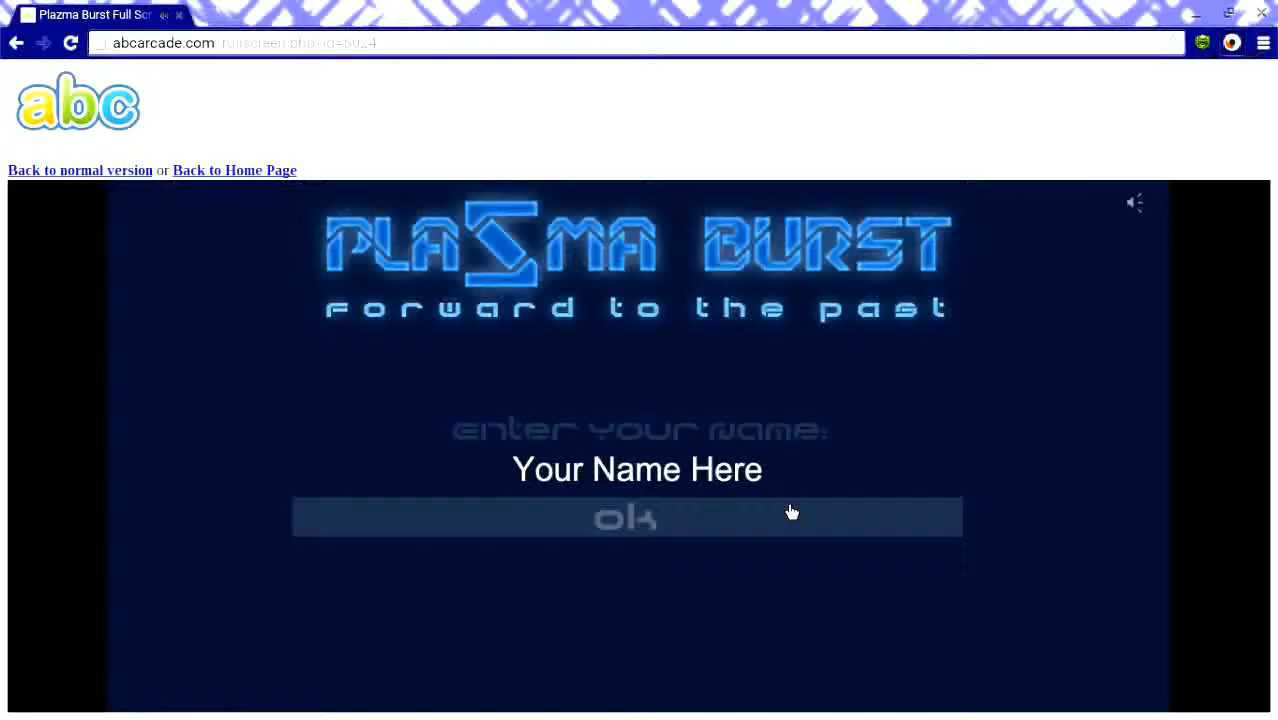 Plazma Burst Full Scr
abcarcade.com
abc
Back to normal version or Back to Home Page
PLAZMA BURST
forward to the past
enter your name:
Your Name Here
ok